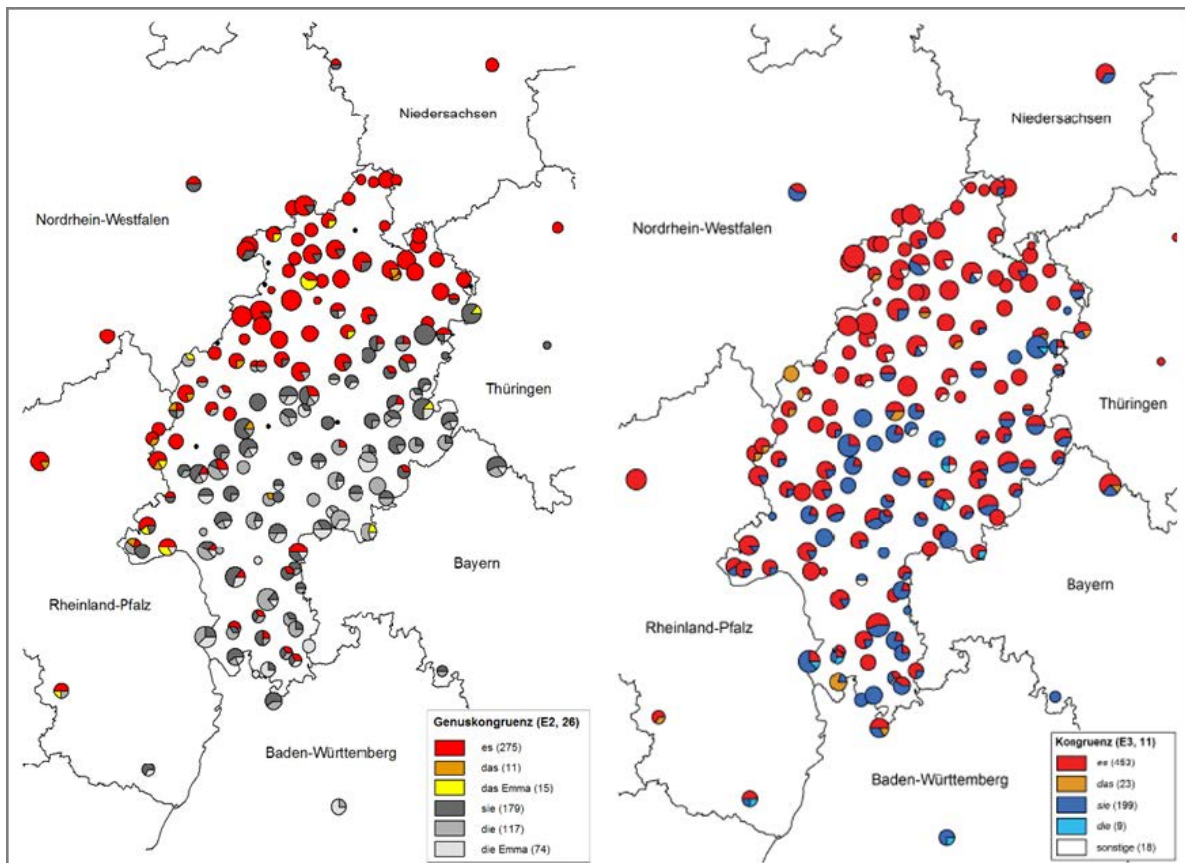 Niedersachsen
Nordrhein-Westfalen
Thüringen
Bayern
Rheinland-Pfalz
Baden-Württemberg
Genuskongruenz (E2, 26)
es (275)
das (11)
das Emma (15)
sie (179)
die (117)
die Emma (74)
Niedersachsen
Nordrhein-Westfalen
Thüringen
Bayern
Rheinland-Pfalz
Baden-Württemberg
Kongruenz (E3, 11)
es (453)
das (23)
sie (199)
die (9)
sonstige (18)